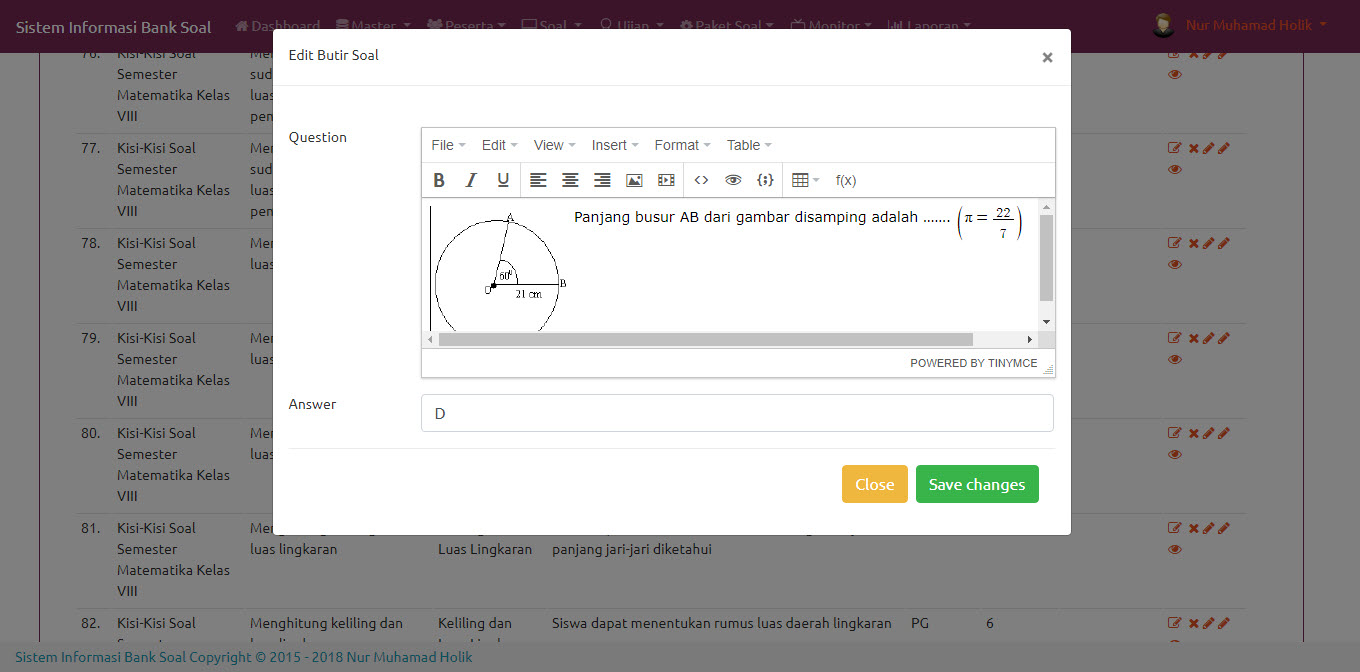 Sistem Informasi Bank Soal Dashboard Master Peserta Soal Ujian Paket Soal Monitor Laporan Nur Muhamad Holik
Edit Butir Soal ×
76. Kisi-Kisi Soal
Semester
Matematika Kelas
VIII
77. Kisi-Kisi Soal
Semester
Matematika Kelas
VIII
78. Kisi-Kisi Soal
Semester
Matematika Kelas
VIII
79. Kisi-Kisi Soal
Semester
Matematika Kelas
VIII
80. Kisi-Kisi Soal
Semester
Matematika Kelas
VIII
Question
File Edit View Insert Format Table
B I U f(x)
Panjang busur AB dari gambar disamping adalah ....... (π = 22/7)
A
60⁰
O B
21 cm
POWERED BY TINYMCE
Answer
D
Close Save changes
81. Kisi-Kisi Soal
Semester
Matematika Kelas
VIII
luas lingkaran Luas Lingkaran panjang jari-jari diketahui
82. Kisi-Kisi Soal Menghitung keliling dan Keliling dan Siswa dapat menentukan rumus luas daerah lingkaran PG 6
Sistem Informasi Bank Soal Copyright © 2015 - 2018 Nur Muhamad Holik